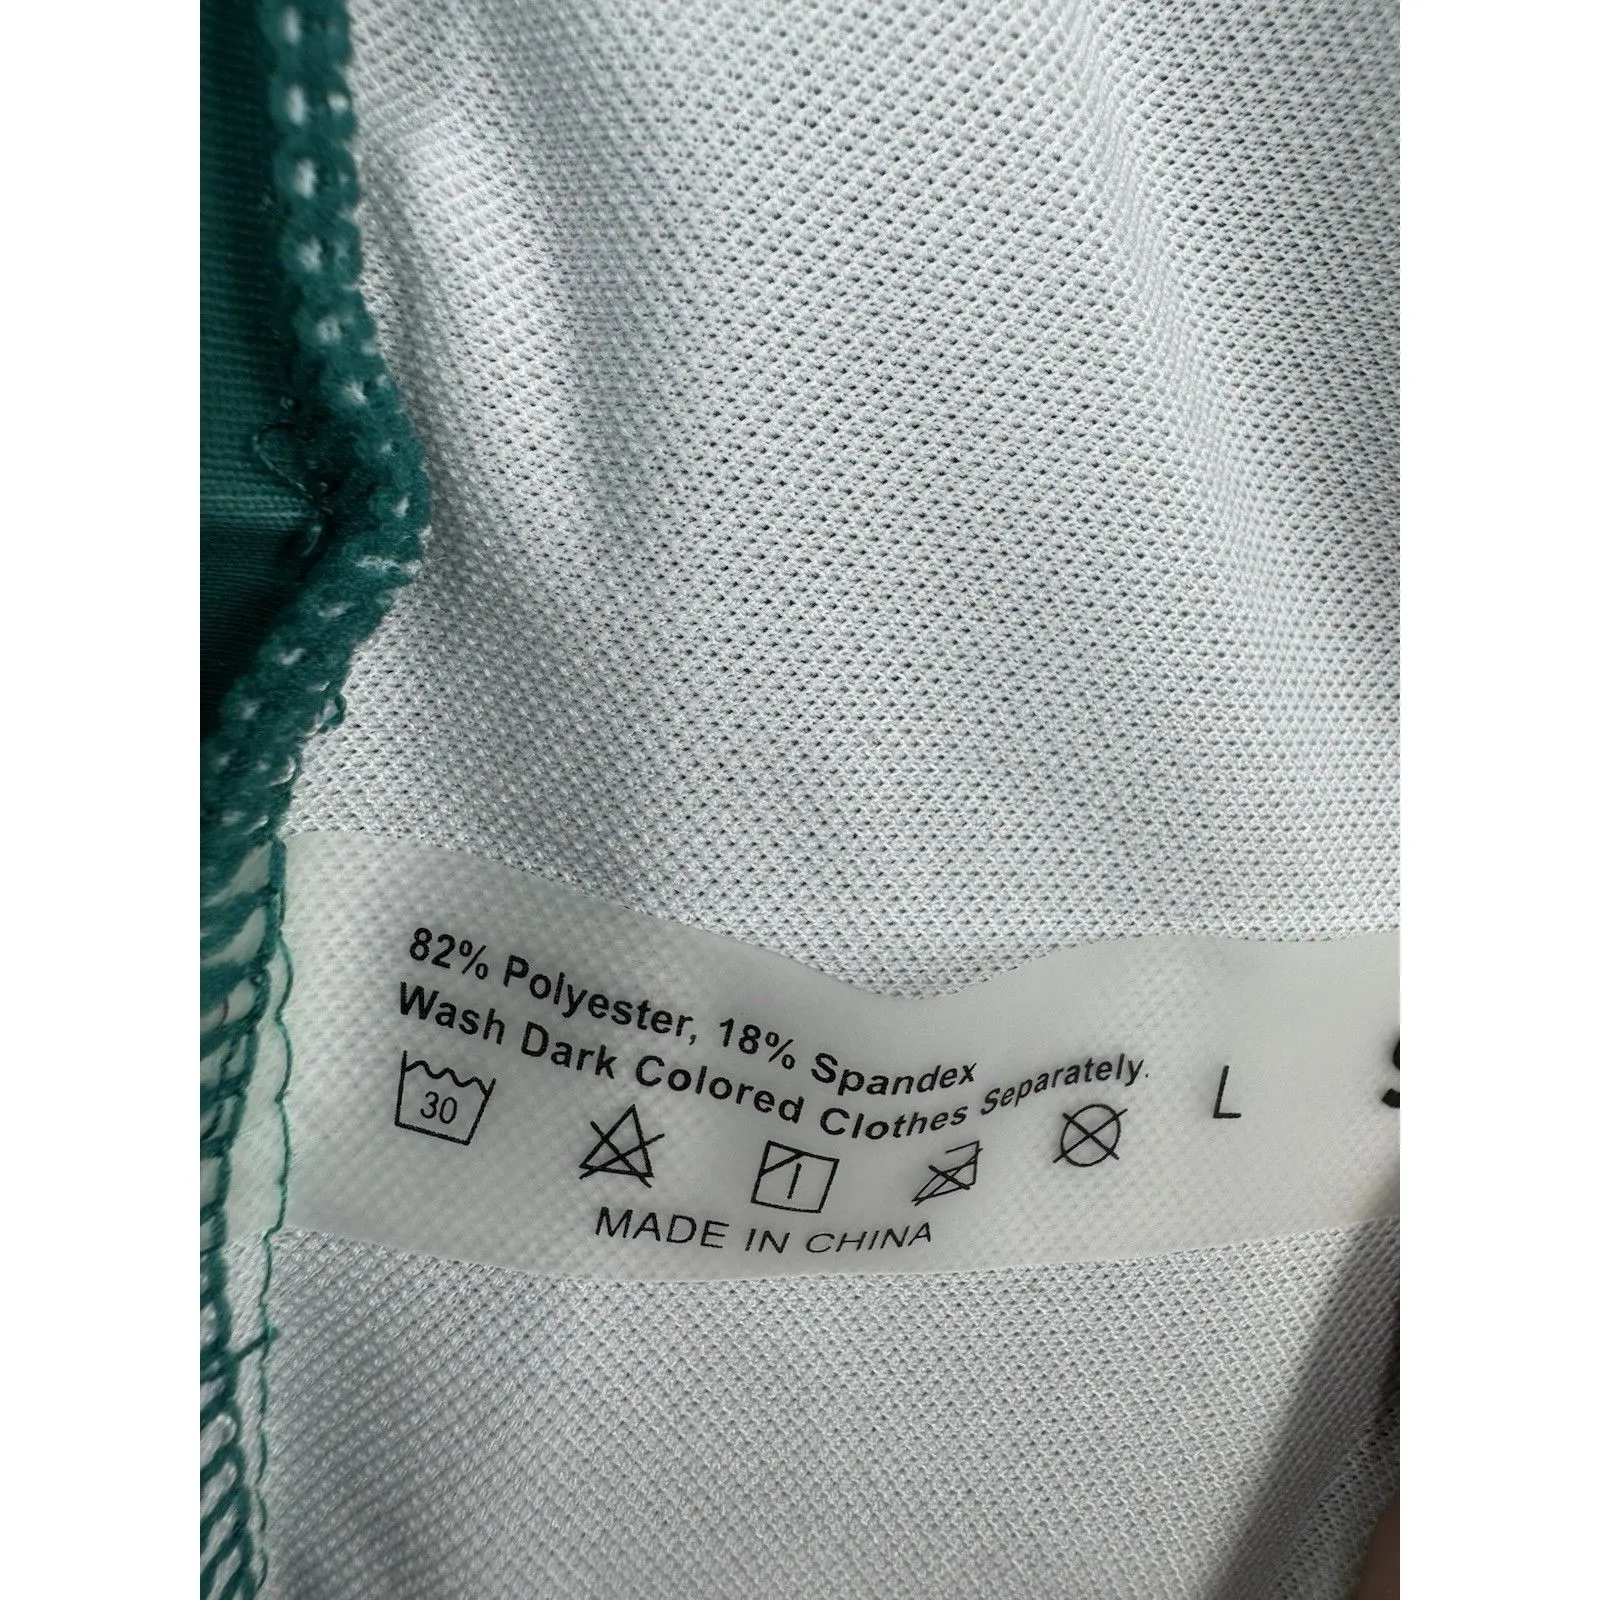 82% Polyester, 18% Spandex
Wash Dark Colored Clothes Separately.
L
30
MADE IN CHINA